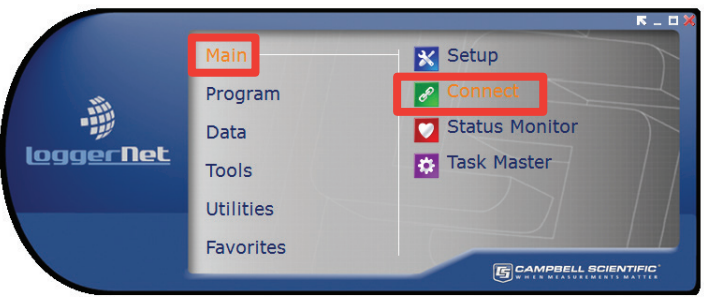 Main
Program
Data
Tools
Utilities
Favorites
Setup
Connect
Status Monitor
Task Master
LoggerNet
CAMPBELL SCIENTIFIC
WHEN MEASUREMENTS MATTER